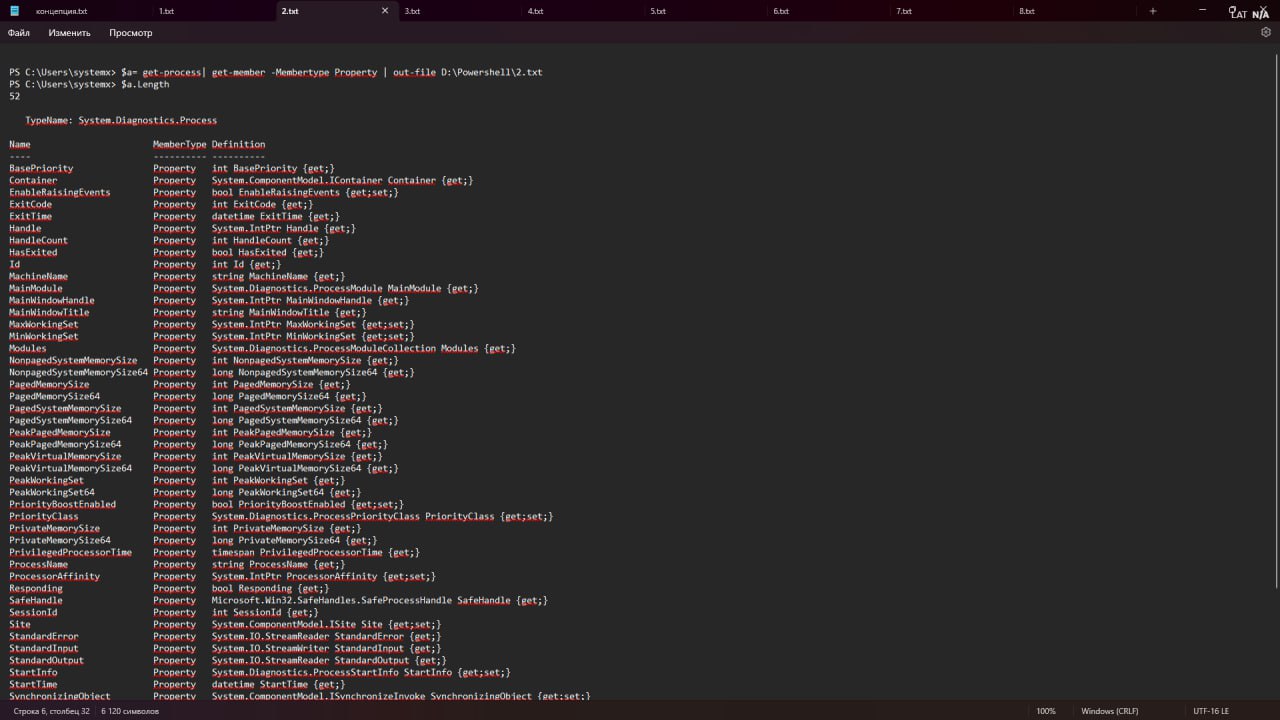 концепция.txt 1.txt 2.txt 3.txt 4.txt 5.txt 6.txt 7.txt 8.txt LAT N/A
Файл Изменить Просмотр
PS C:\Users\systemx> $a= get-process| get-member -Membertype Property | out-file D:\Powershell\2.txt
PS C:\Users\systemx> $a.Length
52
TypeName: System.Diagnostics.Process
Name MemberType Definition
---- ---------- ----------
BasePriority Property int BasePriority {get;}
Container Property System.ComponentModel.IContainer Container {get;}
EnableRaisingEvents Property bool EnableRaisingEvents {get;set;}
ExitCode Property int ExitCode {get;}
ExitTime Property datetime ExitTime {get;}
Handle Property System.IntPtr Handle {get;}
HandleCount Property int HandleCount {get;}
HasExited Property bool HasExited {get;}
Id Property int Id {get;}
MachineName Property string MachineName {get;}
MainModule Property System.Diagnostics.ProcessModule MainModule {get;}
MainWindowHandle Property System.IntPtr MainWindowHandle {get;}
MainWindowTitle Property string MainWindowTitle {get;}
MaxWorkingSet Property System.IntPtr MaxWorkingSet {get;set;}
MinWorkingSet Property System.IntPtr MinWorkingSet {get;set;}
Modules Property System.Diagnostics.ProcessModuleCollection Modules {get;}
NonpagedSystemMemorySize Property int NonpagedSystemMemorySize {get;}
NonpagedSystemMemorySize64 Property long NonpagedSystemMemorySize64 {get;}
PagedMemorySize Property int PagedMemorySize {get;}
PagedMemorySize64 Property long PagedMemorySize64 {get;}
PagedSystemMemorySize Property int PagedSystemMemorySize {get;}
PagedSystemMemorySize64 Property long PagedSystemMemorySize64 {get;}
PeakPagedMemorySize Property int PeakPagedMemorySize {get;}
PeakPagedMemorySize64 Property long PeakPagedMemorySize64 {get;}
PeakVirtualMemorySize Property int PeakVirtualMemorySize {get;}
PeakVirtualMemorySize64 Property long PeakVirtualMemorySize64 {get;}
PeakWorkingSet Property int PeakWorkingSet {get;}
PeakWorkingSet64 Property long PeakWorkingSet64 {get;}
PriorityBoostEnabled Property bool PriorityBoostEnabled {get;set;}
PriorityClass Property System.Diagnostics.ProcessPriorityClass PriorityClass {get;set;}
PrivateMemorySize Property int PrivateMemorySize {get;}
PrivateMemorySize64 Property long PrivateMemorySize64 {get;}
PrivilegedProcessorTime Property timespan PrivilegedProcessorTime {get;}
ProcessName Property string ProcessName {get;}
ProcessorAffinity Property System.IntPtr ProcessorAffinity {get;set;}
Responding Property bool Responding {get;}
SafeHandle Property Microsoft.Win32.SafeHandles.SafeProcessHandle SafeHandle {get;}
SessionId Property int SessionId {get;}
Site Property System.ComponentModel.ISite Site {get;set;}
StandardError Property System.IO.StreamReader StandardError {get;}
StandardInput Property System.IO.StreamWriter StandardInput {get;}
StandardOutput Property System.IO.StreamReader StandardOutput {get;}
StartInfo Property System.Diagnostics.ProcessStartInfo StartInfo {get;set;}
StartTime Property datetime StartTime {get;}
SynchronizingObject Property System.ComponentModel.ISynchronizeInvoke SynchronizingObject {get;set;}
Строка 6, столбец 32 6 120 символов 100% Windows (CRLF) UTF-16 LE